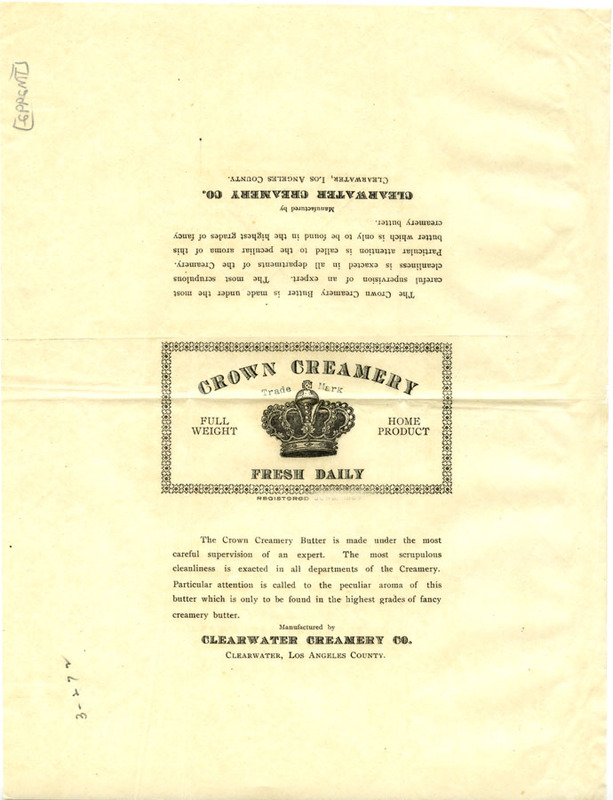 CLEARWATER, LOS ANGELES COUNTY.
CLEARWATER CREAMERY CO.
Manufactured by
creamery butter.
butter which is only to be found in the highest grades of fancy
Particular attention is called to the peculiar aroma of this
cleanliness is exacted in all departments of the Creamery.
careful supervision of an expert. The most scrupulous
The Crown Creamery Butter is made under the most
CROWN CREAMERY
Trade Mark
FULL WEIGHT
HOME PRODUCT
FRESH DAILY
REGISTERED
The Crown Creamery Butter is made under the most
careful supervision of an expert. The most scrupulous
cleanliness is exacted in all departments of the Creamery.
Particular attention is called to the peculiar aroma of this
butter which is only to be found in the highest grades of fancy
creamery butter.
Manufactured by
CLEARWATER CREAMERY CO.
CLEARWATER, LOS ANGELES COUNTY.
3-272